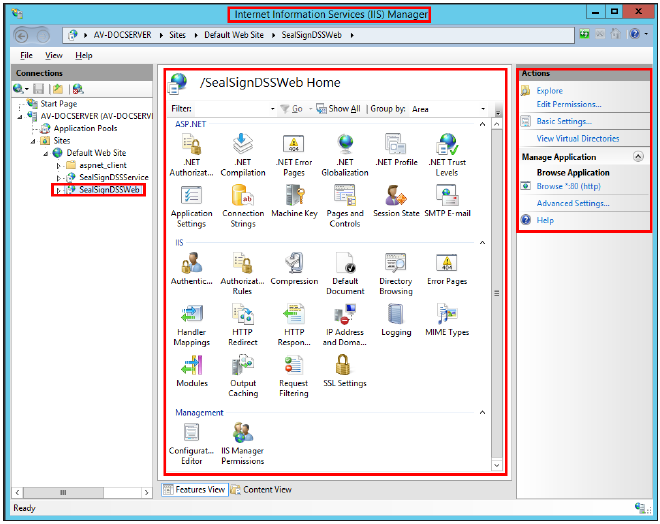 Internet Information Services (IIS) Manager
AV-DOCSERVER Sites Default Web Site SealSignDSSWeb
File View Help
Connections
Start Page
AV-DOCSERVER (AV-DOCSERVI
Application Pools
Sites
Default Web Site
aspnet_client
SealSignDSSService
SealSignDSSWeb
/SealSignDSSWeb Home
Filter: Go Show All Group by: Area
ASP.NET
.NET Authorizat...
.NET Compilation
.NET Error Pages
.NET Globalization
.NET Profile
.NET Trust Levels
Application Settings
Connection Strings
Machine Key
Pages and Controls
Session State
SMTP E-mail
IIS
Authentic...
Authorizat... Rules
Compression
Default Document
Directory Browsing
Error Pages
Handler Mappings
HTTP Redirect
HTTP Respon...
IP Address and Doma...
Logging
MIME Types
Modules
Output Caching
Request Filtering
SSL Settings
Management
Configurat... Editor
IIS Manager Permissions
Features View Content View
Actions
Explore
Edit Permissions...
Basic Settings...
View Virtual Directories
Manage Application
Browse Application
Browse *:80 (http)
Advanced Settings...
Help
Ready